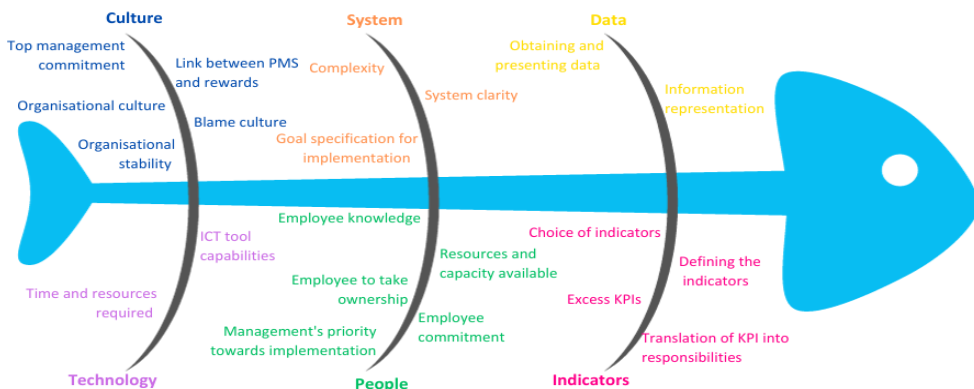 Culture
Top management
commitment
Link between PMS
and rewards
Organisational culture
Blame culture
Organisational
stability
System
Complexity
System clarity
Goal specification for
implementation
Data
Obtaining and
presenting data
Information
representation
ICT tool
capabilities
Time and resources
required
Technology
Employee knowledge
Resources and
capacity available
Employee to take
ownership
Employee
commitment
Management's priority
towards implementation
People
Choice of indicators
Defining the
indicators
Excess KPIs
Translation of KPI into
responsibilities
Indicators